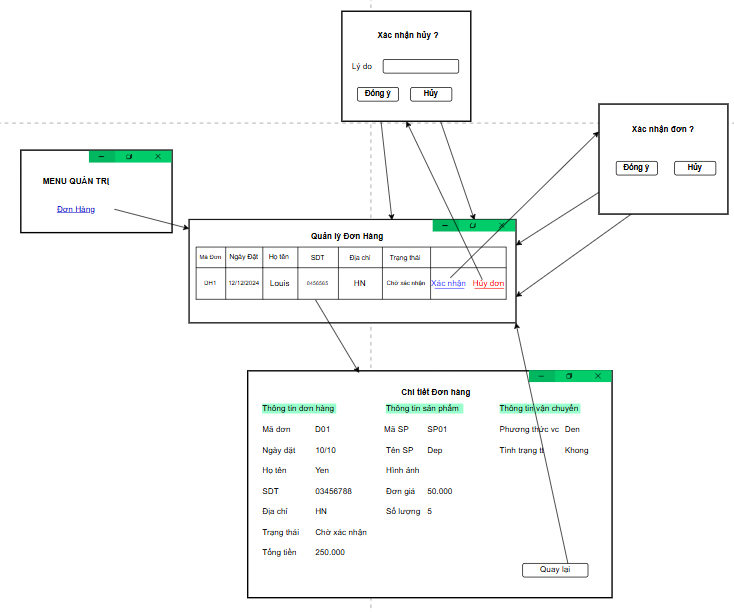 Xác nhận hủy ?
Lý do
Đồng ý Hủy
Xác nhận đơn ?
Đồng ý Hủy
MENU QUẢN TRỊ
Đơn Hàng
Quản lý Đơn Hàng
Mã Đơn Ngày Đặt Họ tên SDT Địa chỉ Trạng thái
DH1 12/12/2024 Louis 0456565 HN Chờ xác nhận Xác nhận Hủy đơn
Chi tiết Đơn hàng
Thông tin đơn hàng Thông tin sản phẩm Thông tin vận chuyển
Mã đơn D01 Mã SP SP01 Phương thức vc Den
Ngày dặt 10/10 Tên SP Dep Tình trạng tt Khong
Họ tên Yen Hình ảnh
SDT 03456788 Đơn giá 50.000
Địa chỉ HN Số lượng 5
Trạng thái Chờ xác nhận
Tổng tiền 250.000
Quay lại